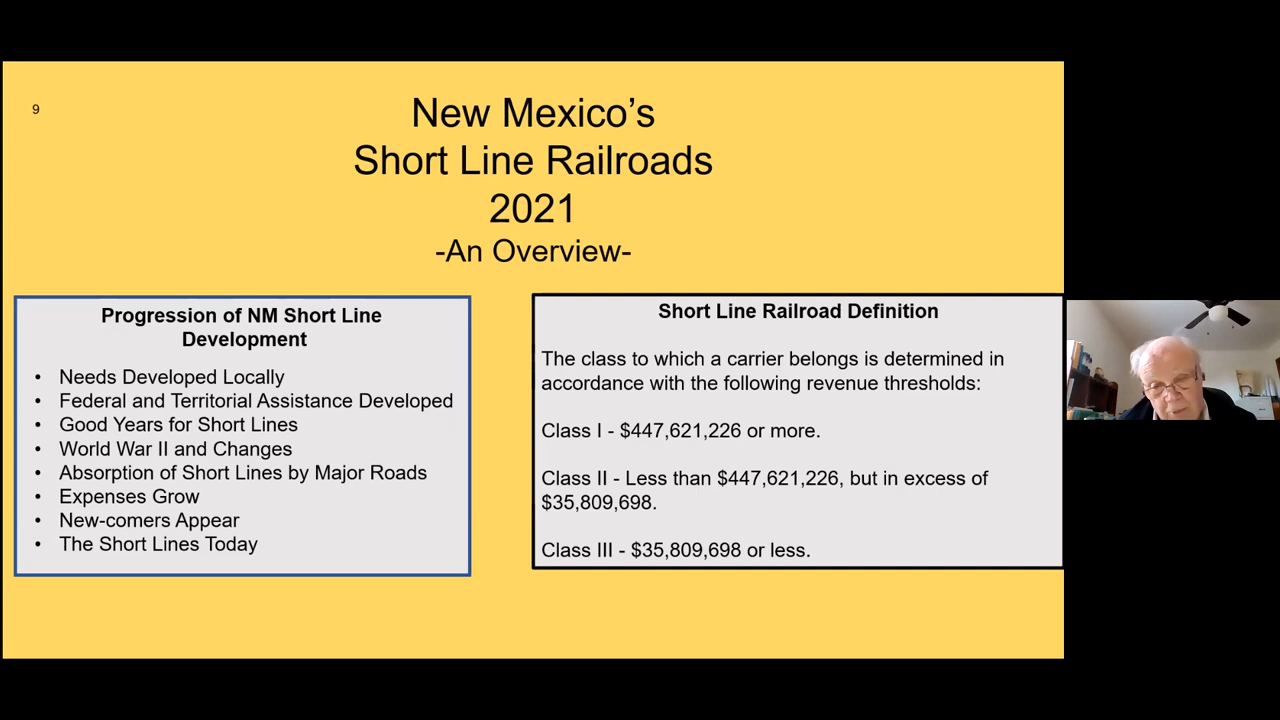 9
New Mexico’s
Short Line Railroads
2021
-An Overview-
Progression of NM Short Line
Development
• Needs Developed Locally
• Federal and Territorial Assistance Developed
• Good Years for Short Lines
• World War II and Changes
• Absorption of Short Lines by Major Roads
• Expenses Grow
• New-comers Appear
• The Short Lines Today
Short Line Railroad Definition
The class to which a carrier belongs is determined in
accordance with the following revenue thresholds:
Class I - $447,621,226 or more.
Class II - Less than $447,621,226, but in excess of
$35,809,698.
Class III - $35,809,698 or less.